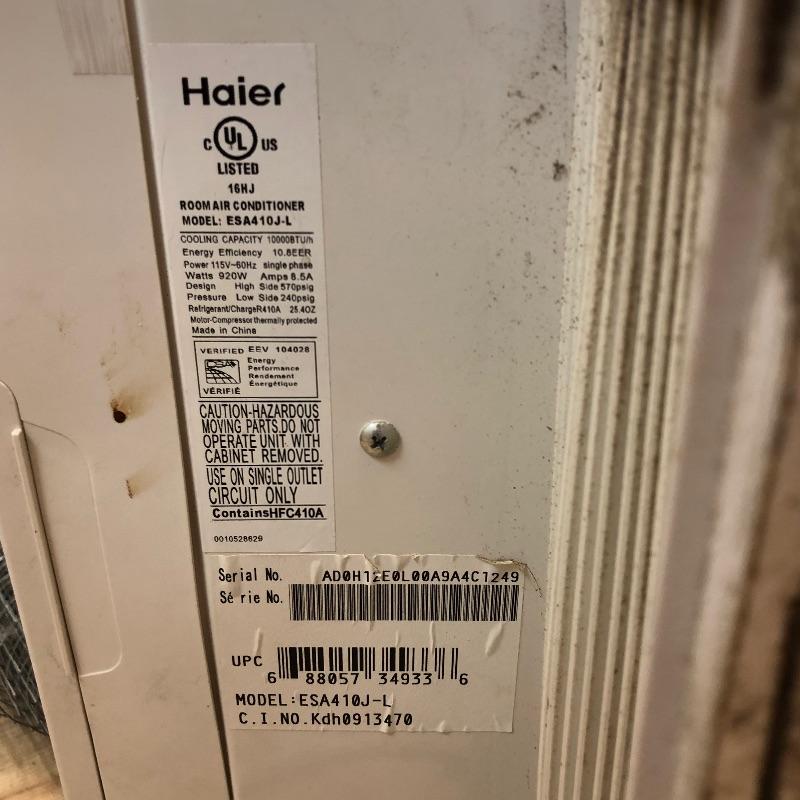 Haier
C UL US
LISTED
16HJ
ROOM AIR CONDITIONER
MODEL: ESA410J-L
COOLING CAPACITY 10000BTU/h
Energy Efficiency 10.8EER
Power 115V~60Hz single phase
Watts 920W Amps 8.5A
Design High Side 570psig
Pressure Low Side 240psig
Refrigerant/ChargeR410A 25.4OZ
Motor-Compressor thermally protected
Made in China
VERIFIED EEV 104028
Energy
Performance
Rendement
Énergétique
VÉRIFIÉ
CAUTION-HAZARDOUS
MOVING PARTS.DO NOT
OPERATE UNIT WITH
CABINET REMOVED.
USE ON SINGLE OUTLET
CIRCUIT ONLY
ContainsHFC410A
0010528629
Serial No. AD0H12E0L00A9A4C1249
Série No.
UPC
6 88057 34933 6
MODEL:ESA410J-L
C.I.NO.Kdh0913470